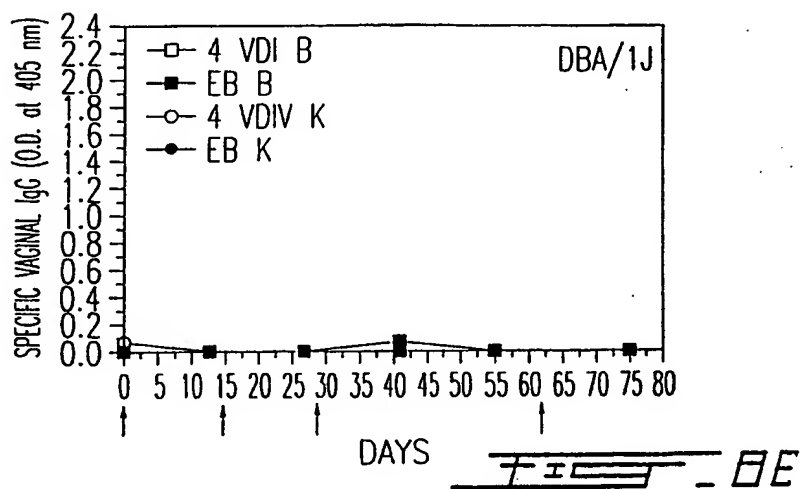 SPECIFIC VAGINAL IgG (O.D. at 405 nm)
2.4
2.2
2.0
1.8
1.6
1.4
1.2
1.0
0.8
0.6
0.4
0.2
0.0
4 VDI B
EB B
4 VDIV K
EB K
DBA/1J
0 5 10 15 20 25 30 35 40 45 50 55 60 65 70 75 80
DAYS
Fig_8E